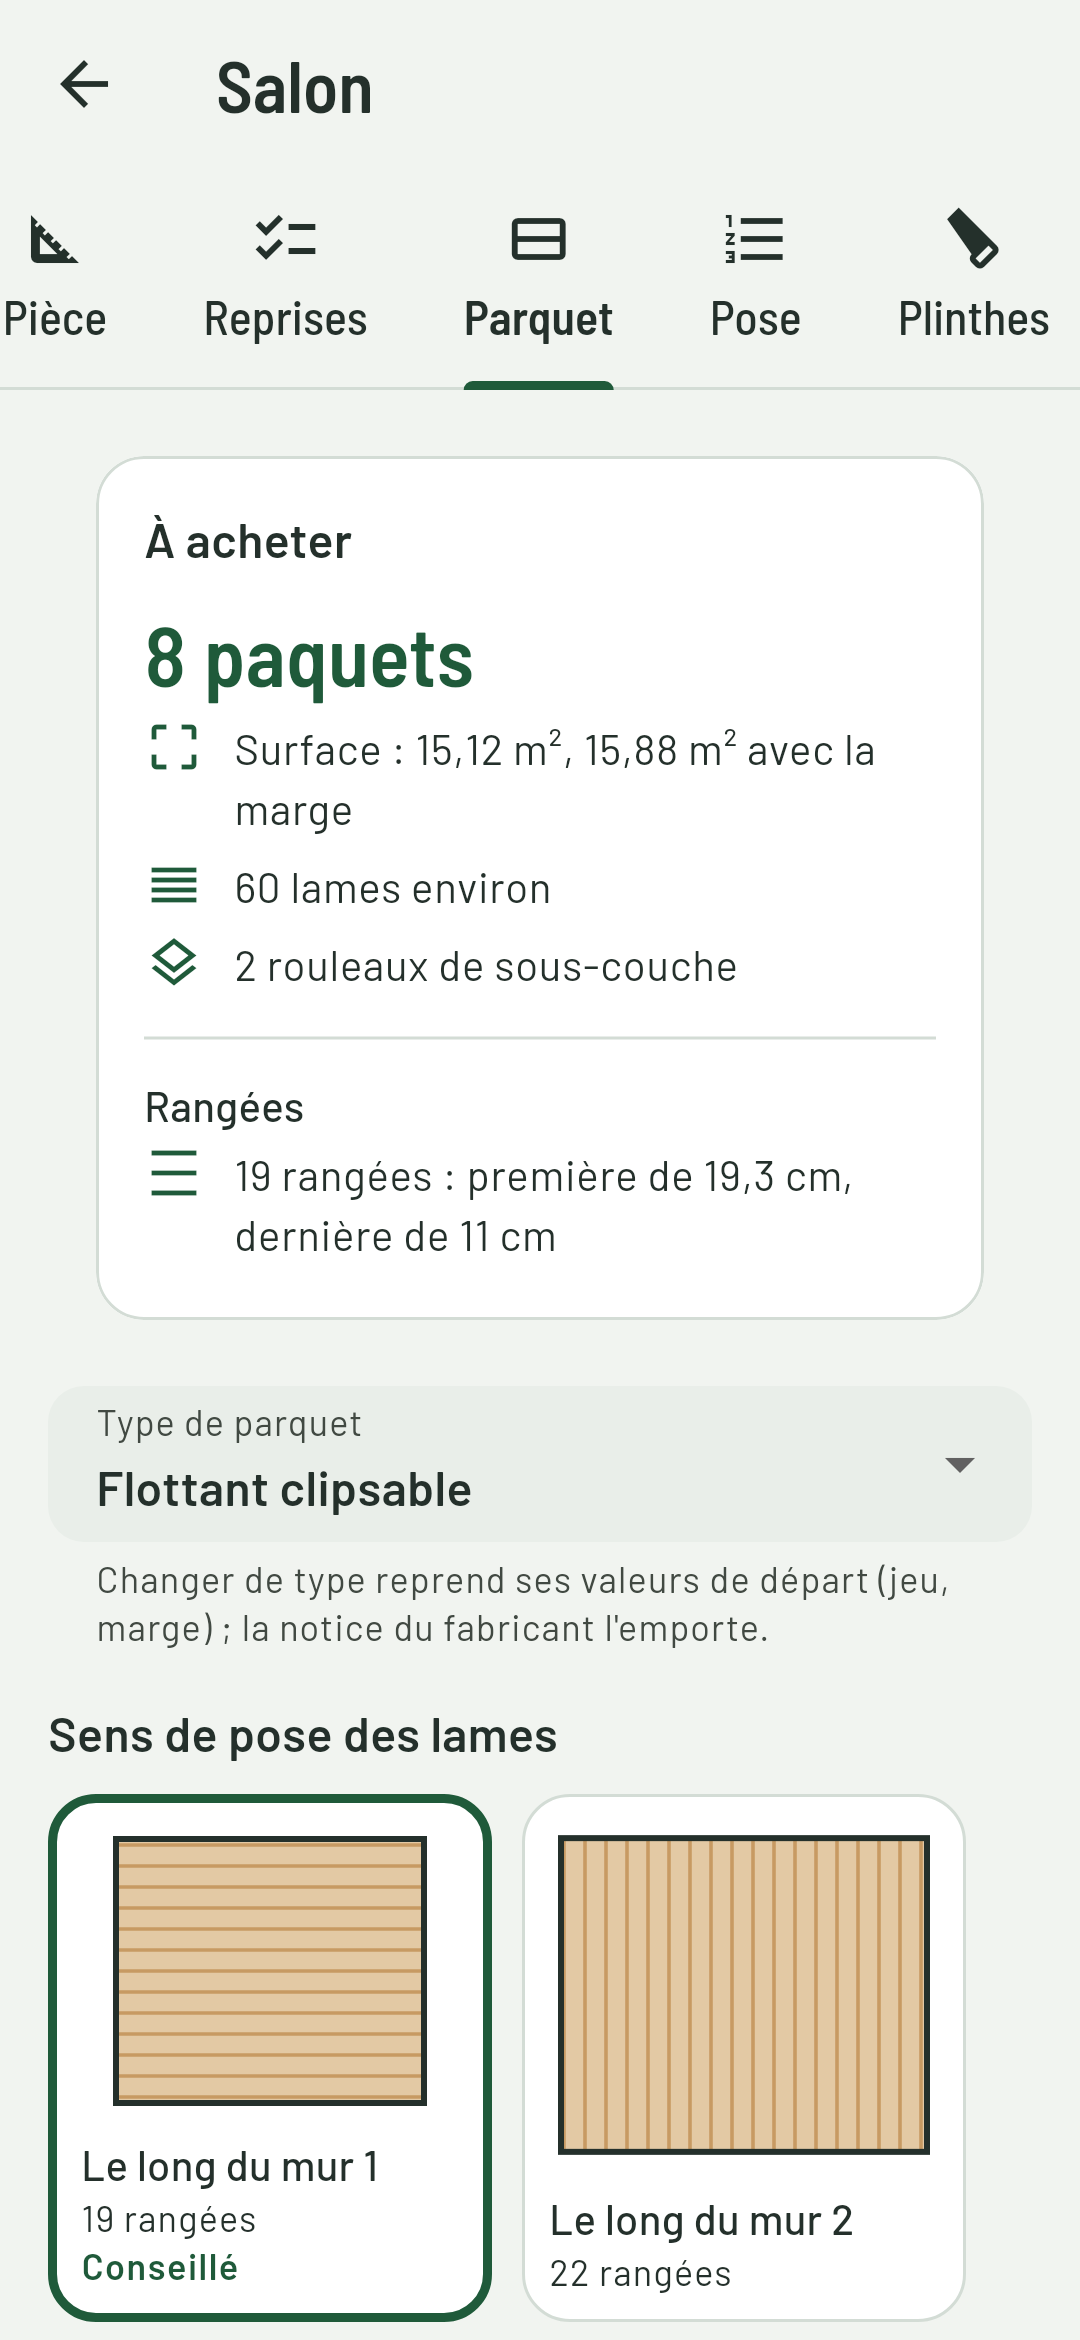 Salon
Pièce
Reprises
Parquet
Pose
Plinthes
À acheter
8 paquets
Surface : 15,12 m², 15,88 m² avec la
marge
60 lames environ
2 rouleaux de sous-couche
Rangées
19 rangées : première de 19,3 cm,
dernière de 11 cm
Type de parquet
Flottant clipsable
Changer de type reprend ses valeurs de départ (jeu,
marge) ; la notice du fabricant l'emporte.
Sens de pose des lames
Le long du mur 1
19 rangées
Conseillé
Le long du mur 2
22 rangées